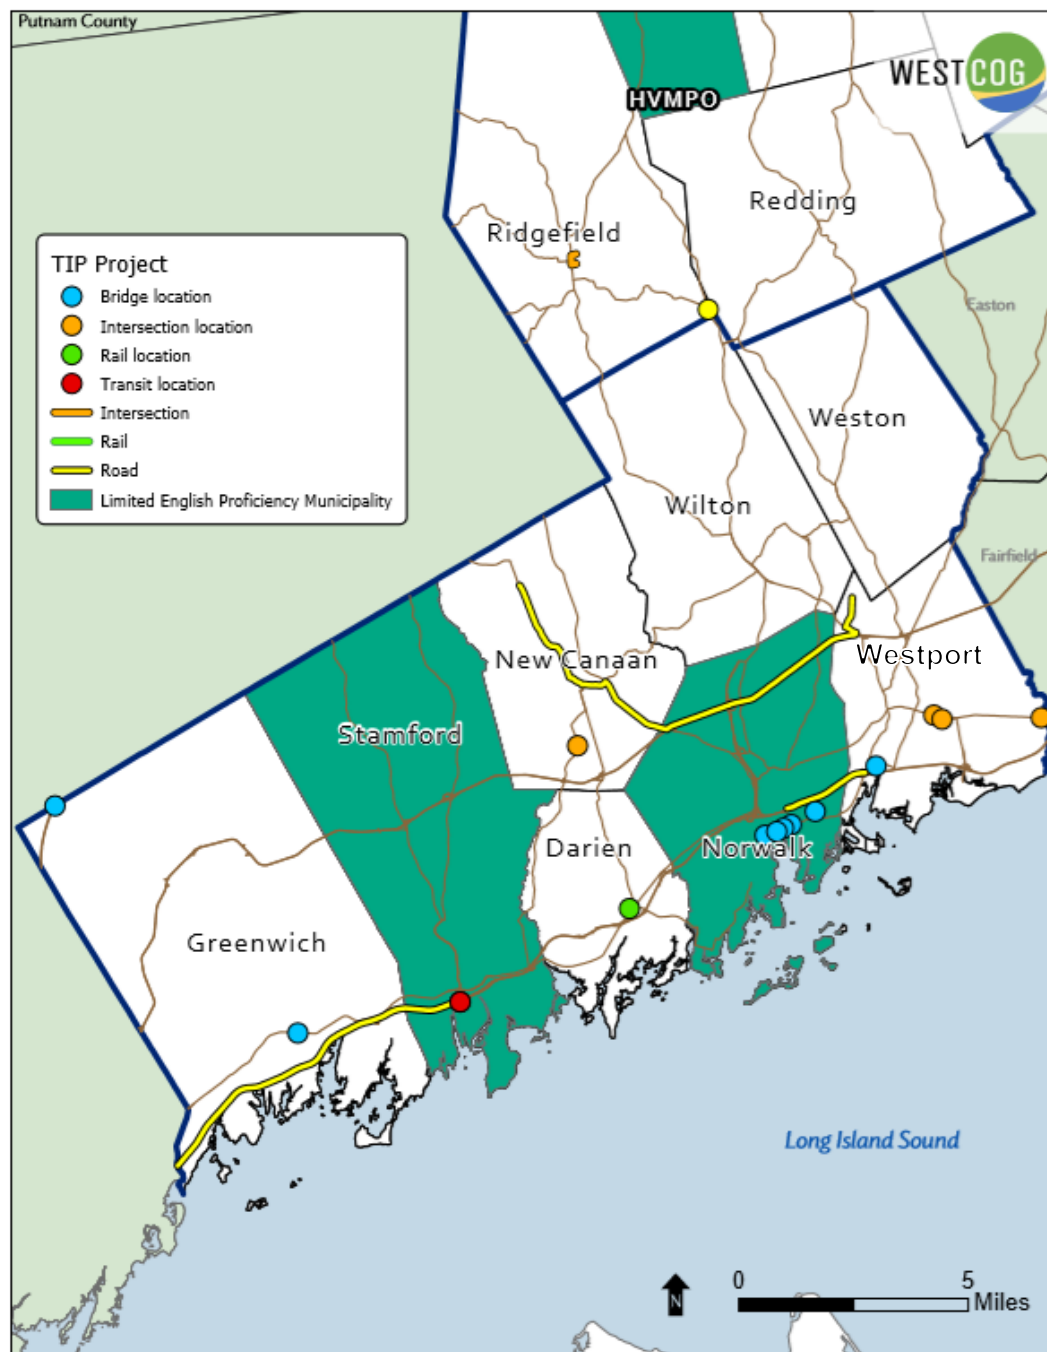 Putnam County
WESTCOG
HVMPO
Redding
Ridgefield
TIP Project
Bridge location
Intersection location
Rail location
Transit location
Intersection
Rail
Road
Limited English Proficiency Municipality
Easton
Weston
Wilton
Fairfield
New Canaan
Westport
Stamford
Darien
Norwalk
Greenwich
Long Island Sound
N
0 5
Miles